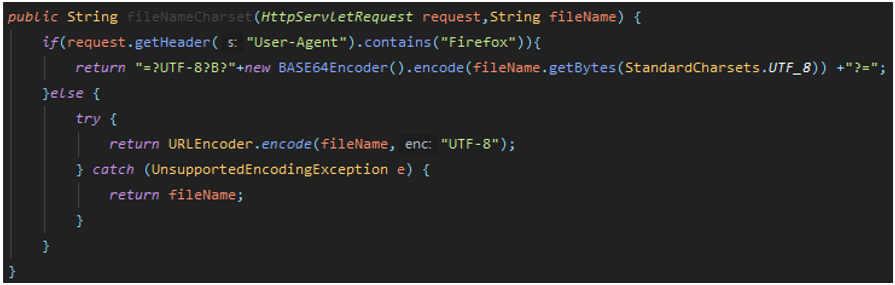 public String fileNameCharset(HttpServletRequest request,String fileName) {
if(request.getHeader( s: "User-Agent").contains("Firefox")){
return "=?UTF-8?B?"+new BASE64Encoder().encode(fileName.getBytes(StandardCharsets.UTF_8)) +"?=";
}else {
try {
return URLEncoder.encode(fileName, enc: "UTF-8");
} catch (UnsupportedEncodingException e) {
return fileName;
}
}
}